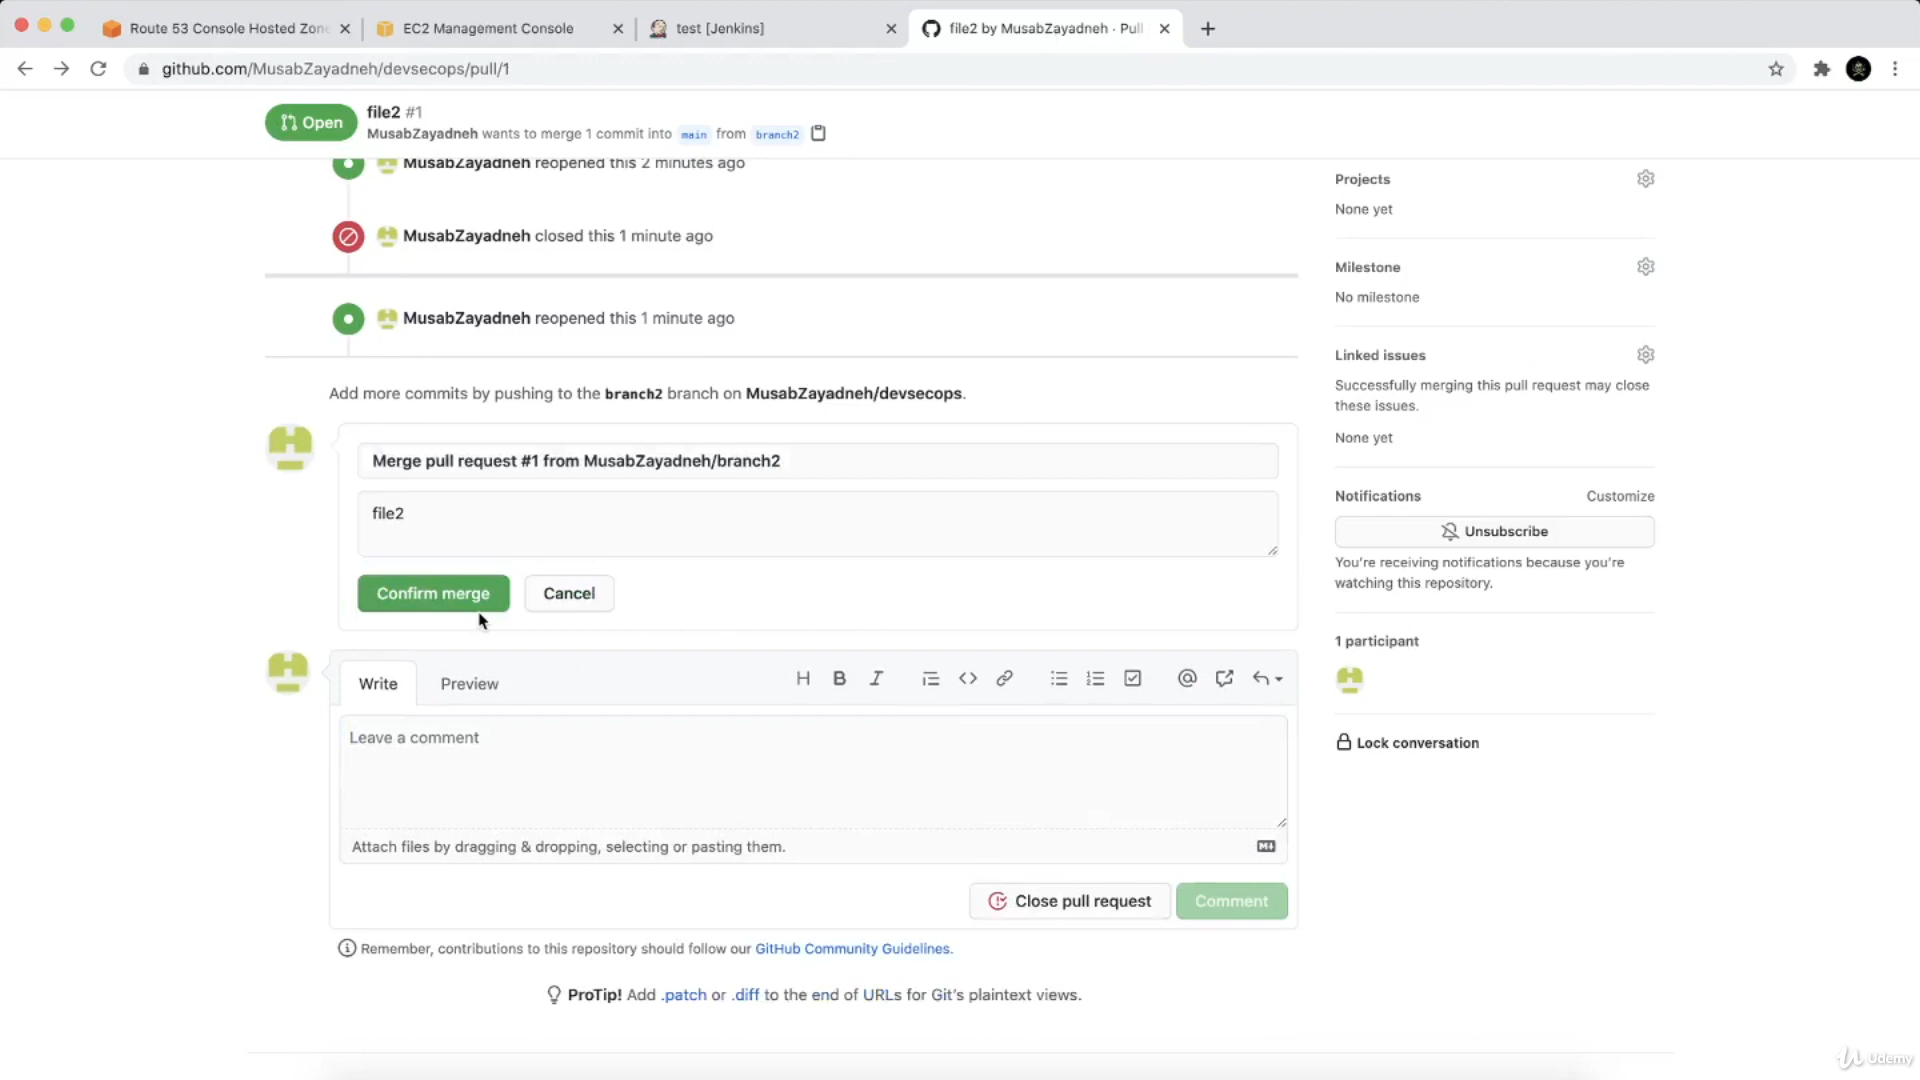 Route 53 Console Hosted Zone
EC2 Management Console
test [Jenkins]
file2 by MusabZayadneh · Pull
github.com/MusabZayadneh/devsecops/pull/1
Open
file2 #1
MusabZayadneh wants to merge 1 commit into main from branch2
MusabZayadneh reopened this 2 minutes ago
MusabZayadneh closed this 1 minute ago
MusabZayadneh reopened this 1 minute ago
Add more commits by pushing to the branch2 branch on MusabZayadneh/devsecops.
Merge pull request #1 from MusabZayadneh/branch2
file2
Confirm merge
Cancel
Write
Preview
Leave a comment
Attach files by dragging & dropping, selecting or pasting them.
Close pull request
Comment
Remember, contributions to this repository should follow our GitHub Community Guidelines.
ProTip! Add .patch or .diff to the end of URLs for Git's plaintext views.
Projects
None yet
Milestone
No milestone
Linked issues
Successfully merging this pull request may close
these issues.
None yet
Notifications
Customize
Unsubscribe
You're receiving notifications because you're
watching this repository.
1 participant
Lock conversation
Udemy